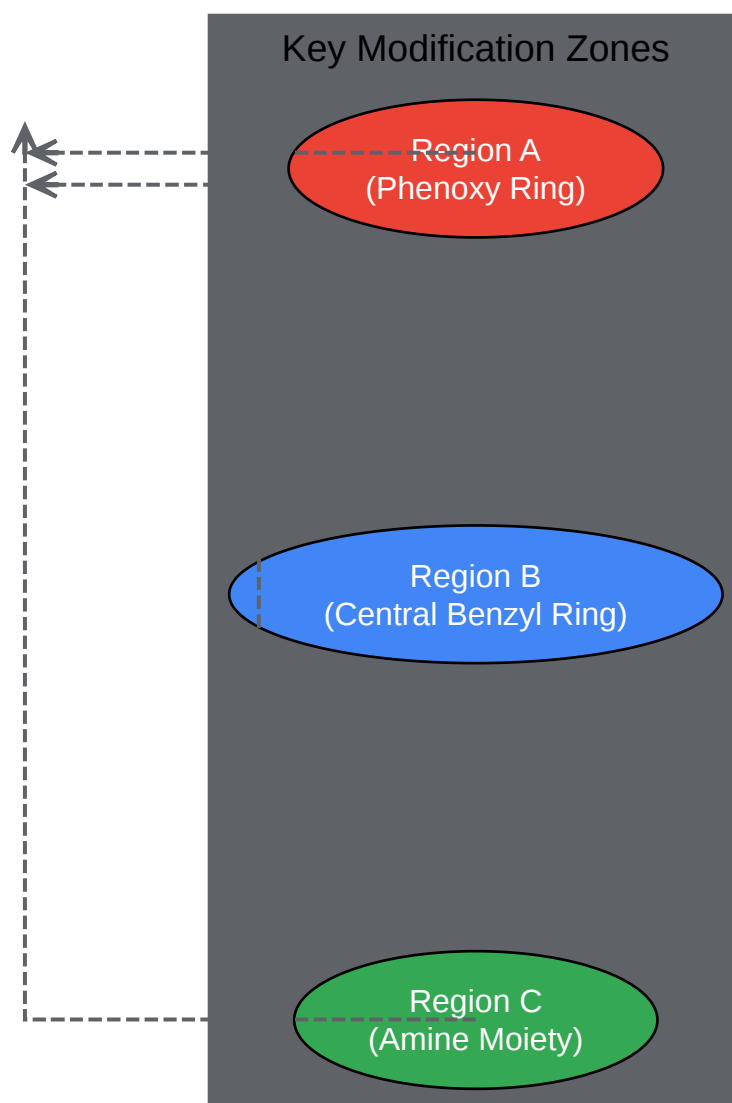 Key Modification Zones
Region A
(Phenoxy Ring)
Region B
(Central Benzyl Ring)
Region C
(Amine Moiety)